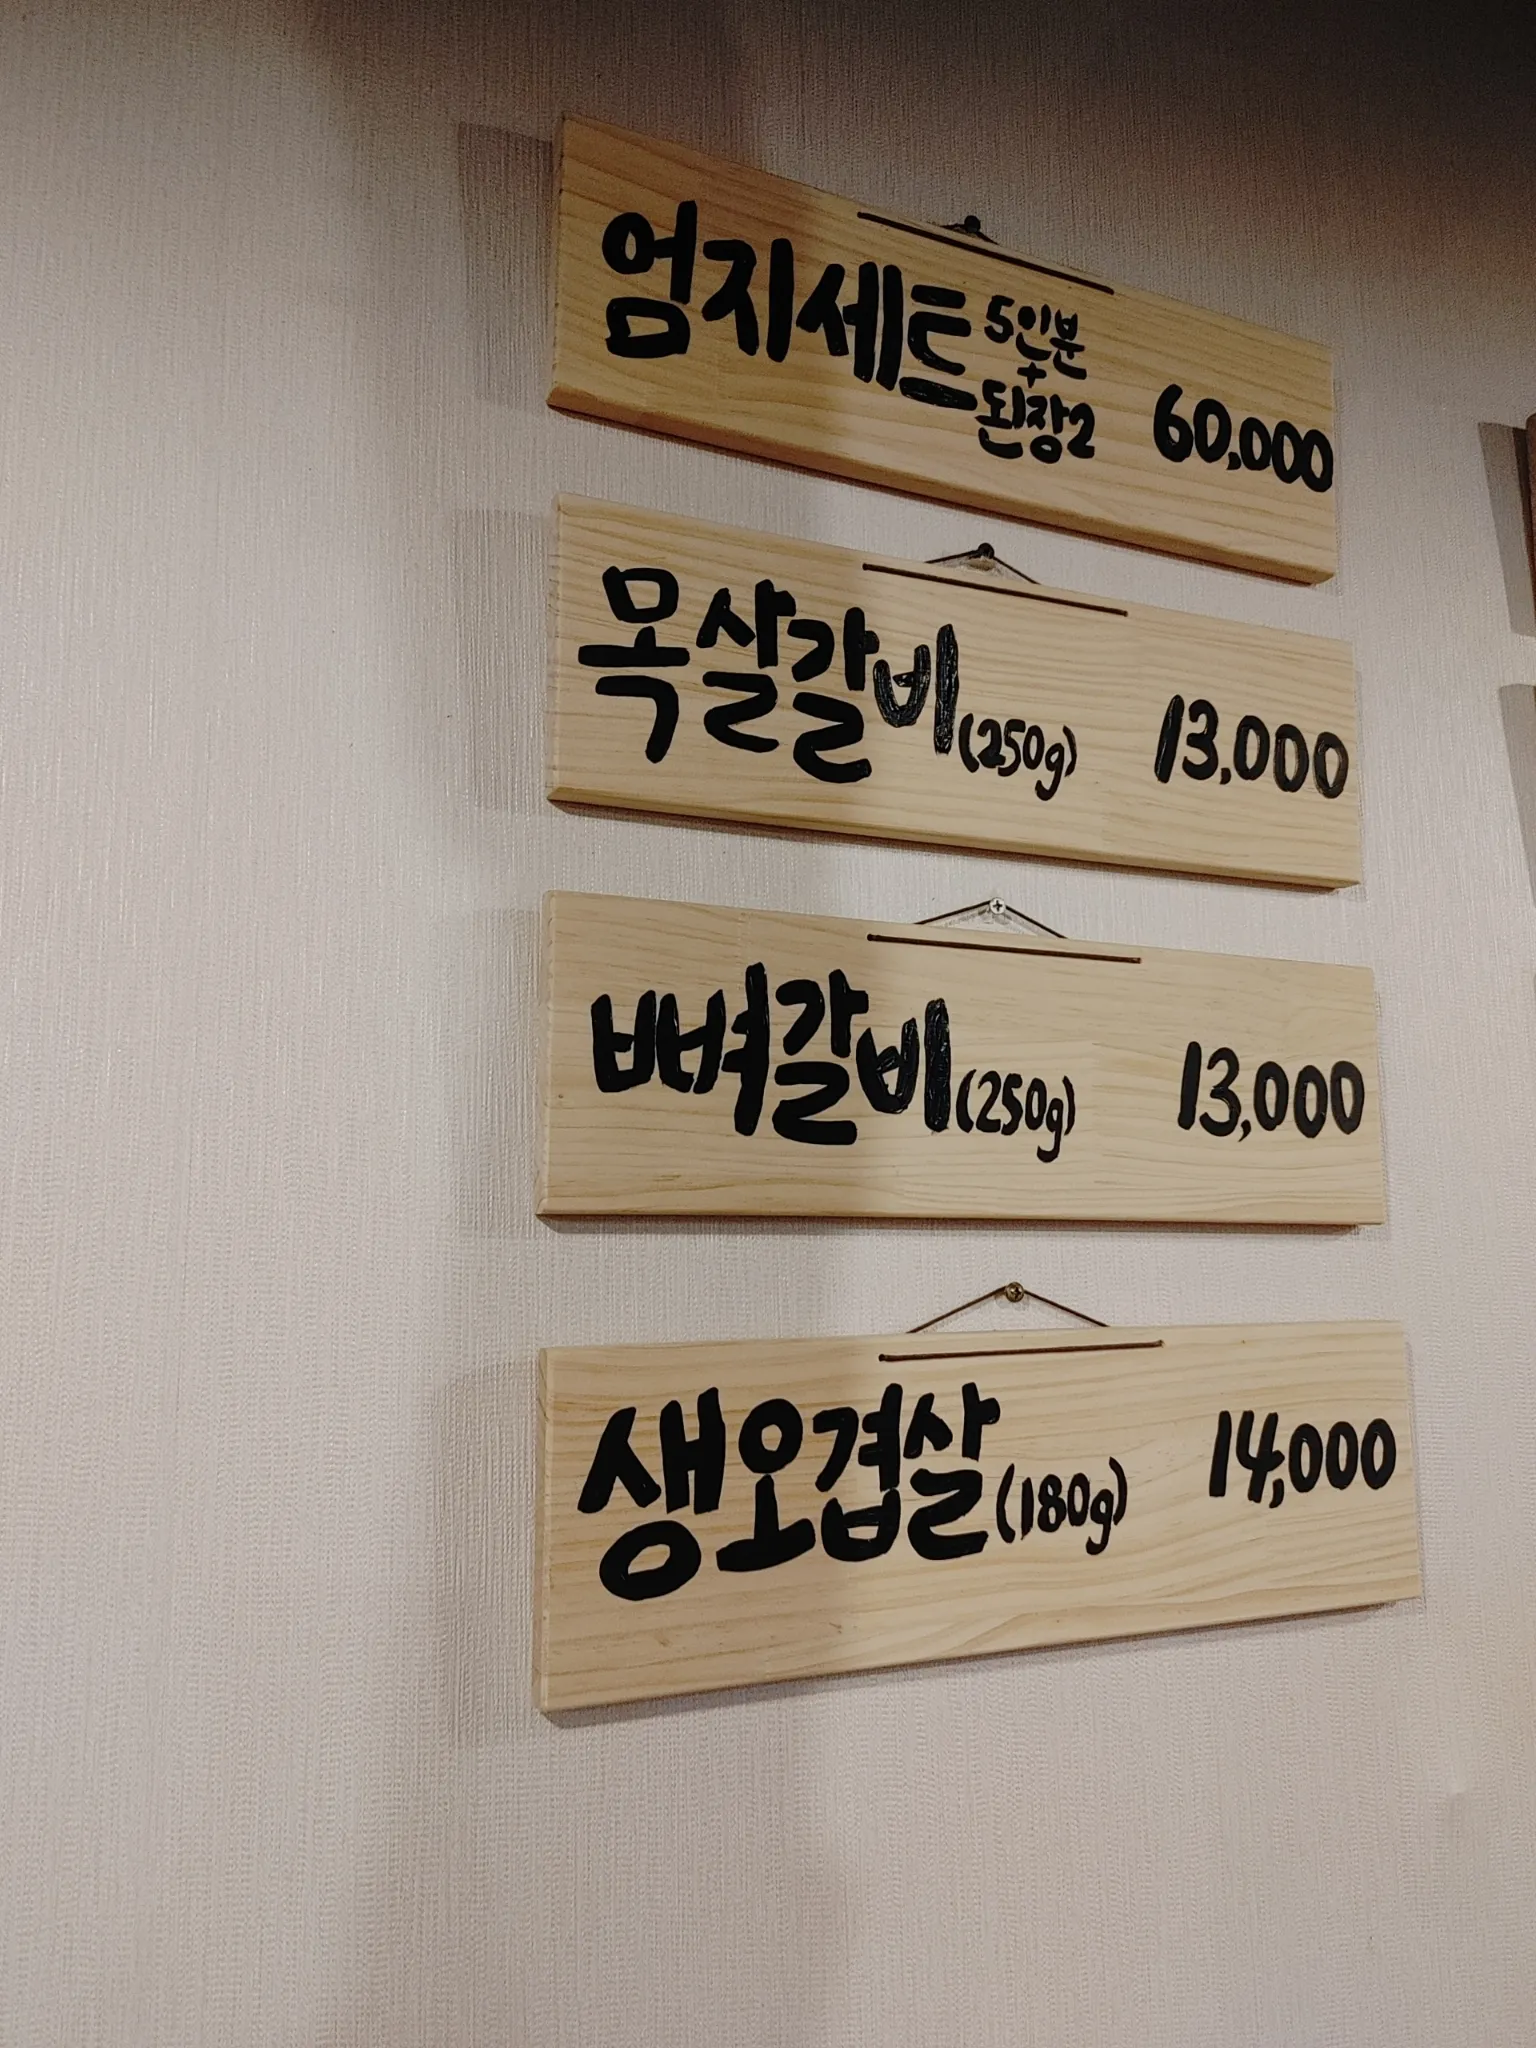 엄지세트 5인분 + 된장2 60,000
목살갈비(250g) 13,000
뼈갈비(250g) 13,000
생오겹살(180g) 14,000